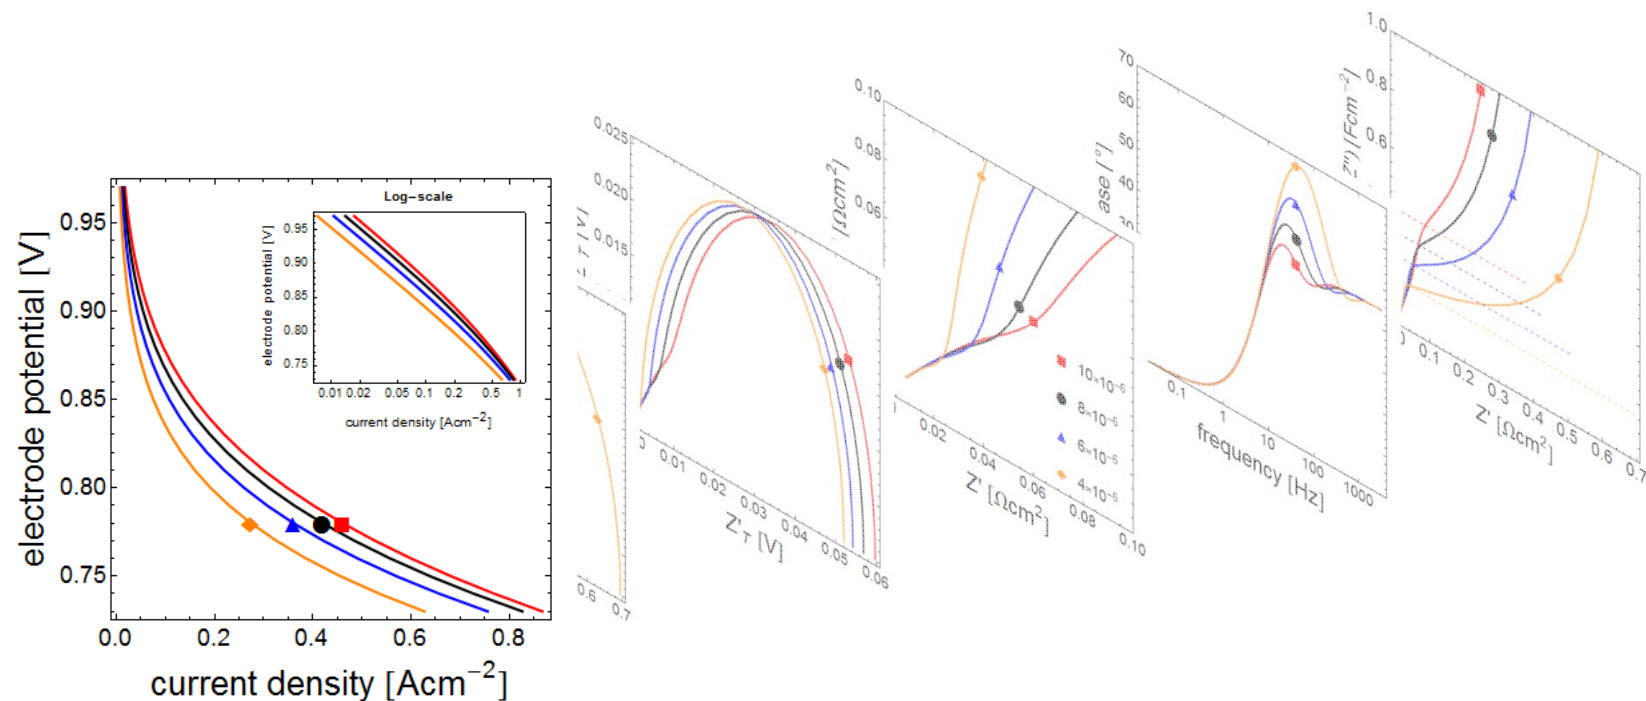 electrode potential [V]
0.95
0.90
0.85
0.80
0.75
0.0 0.2 0.4 0.6 0.8
current density [Acm⁻²]
Log-scale
electrode potential [V]
0.95
0.90
0.85
0.80
0.75
0.01 0.02 0.05 0.1 0.2 0.5 1
current density [Acm⁻²]
0.6 0.7
[V]
0.025
0.020
0.015
0.01 0.02 0.03 0.04 0.05 0.06
Z'T [V]
[Ωcm²]
0.10
0.08
0.06
0.02 0.04 0.06 0.08 0.10
Z' [Ωcm²]
10×10⁻⁶
8×10⁻⁶
6×10⁻⁶
4×10⁻⁶
ase [°]
70
60
50
40
30
0.1 1 10 100 1000
frequency [Hz]
Z'') [Fcm⁻²]
1.0
0.8
0.6
0.1 0.2 0.3 0.4 0.5 0.6 0.7
Z' [Ωcm²]